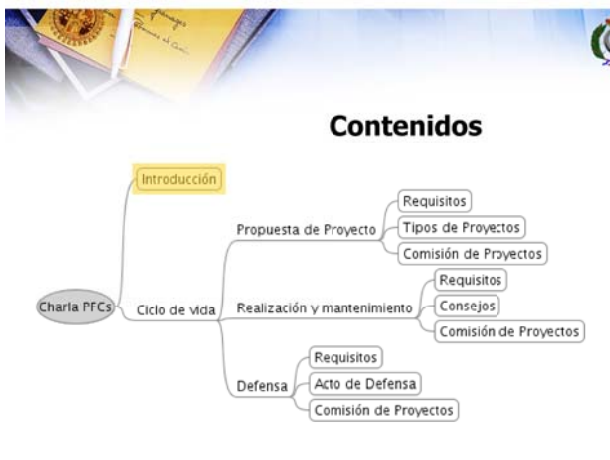 Contenidos
Introducción
Charla PFCs
Ciclo de vida
Propuesta de Proyecto
Requisitos
Tipos de Proyectos
Comisión de Proyectos
Realización y mantenimiento
Requisitos
Consejos
Comisión de Proyectos
Defensa
Requisitos
Acto de Defensa
Comisión de Proyectos